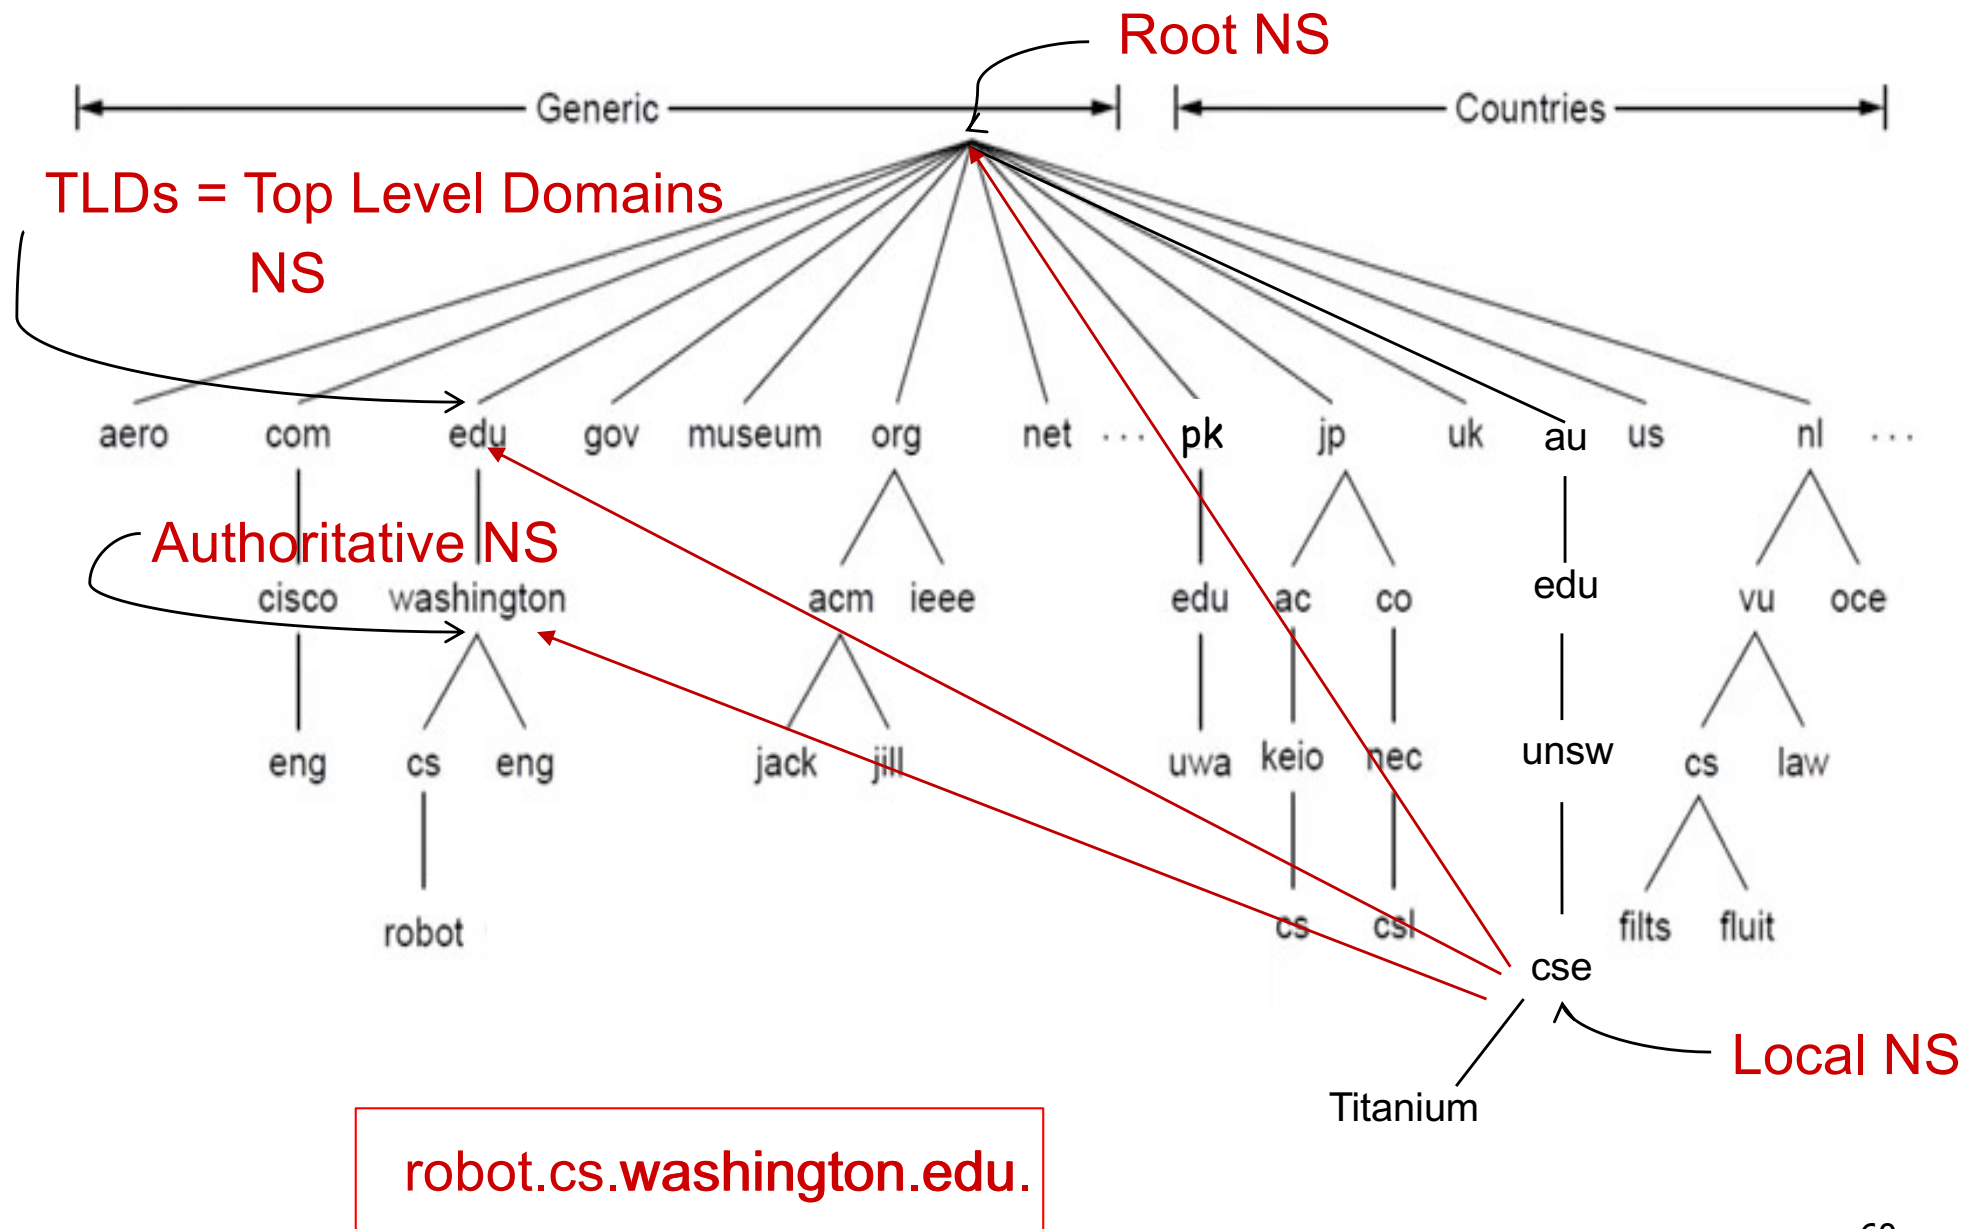 Root NS
Generic
Countries
TLDs = Top Level Domains
NS
aero com edu gov museum org net ... pk jp uk au us nl ...
Authoritative NS
cisco washington acm ieee edu ac co edu vu oce
eng cs eng jack jill uwa keio nec unsw cs law
robot cs csl cse filts fluit
Local NS
Titanium
robot.cs.washington.edu.